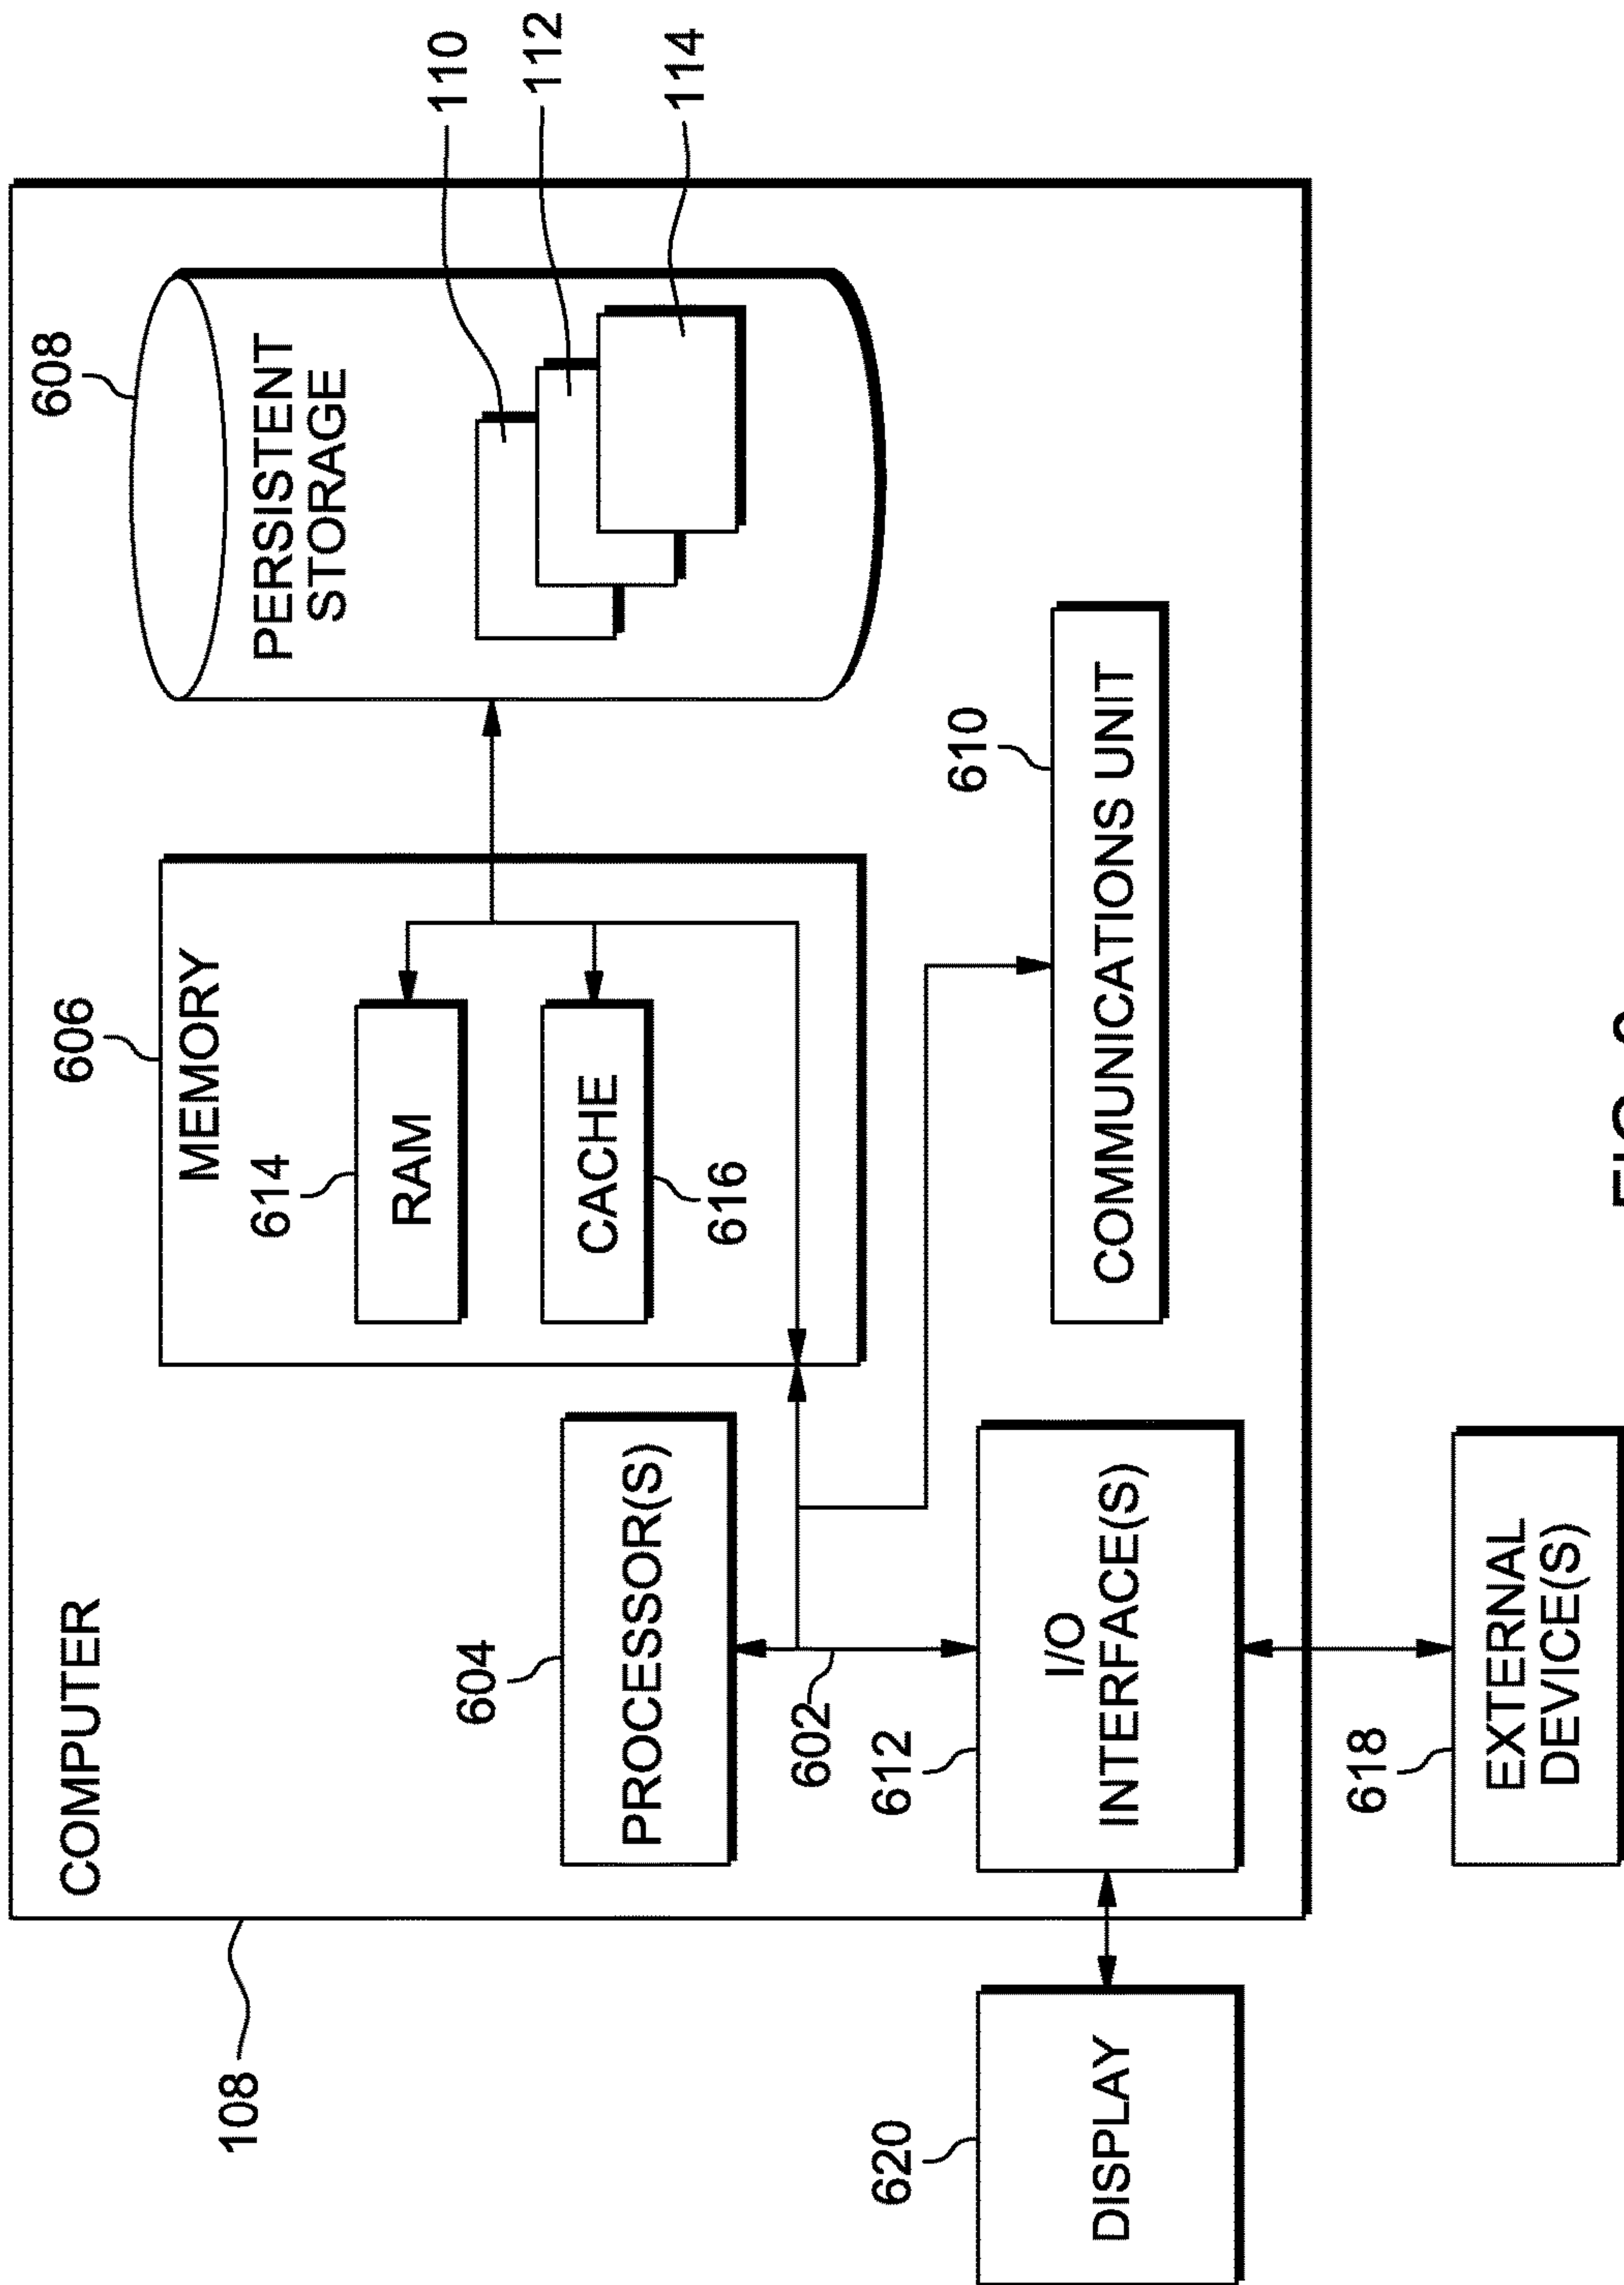 COMPUTER
108
606
608
MEMORY
PERSISTENT
STORAGE
614
RAM
110
604
112
PROCESSOR(S)
CACHE
114
616
602
620
612
610
DISPLAY
I/O
INTERFACE(S)
COMMUNICATIONS UNIT
618
EXTERNAL
DEVICE(S)
FIG.